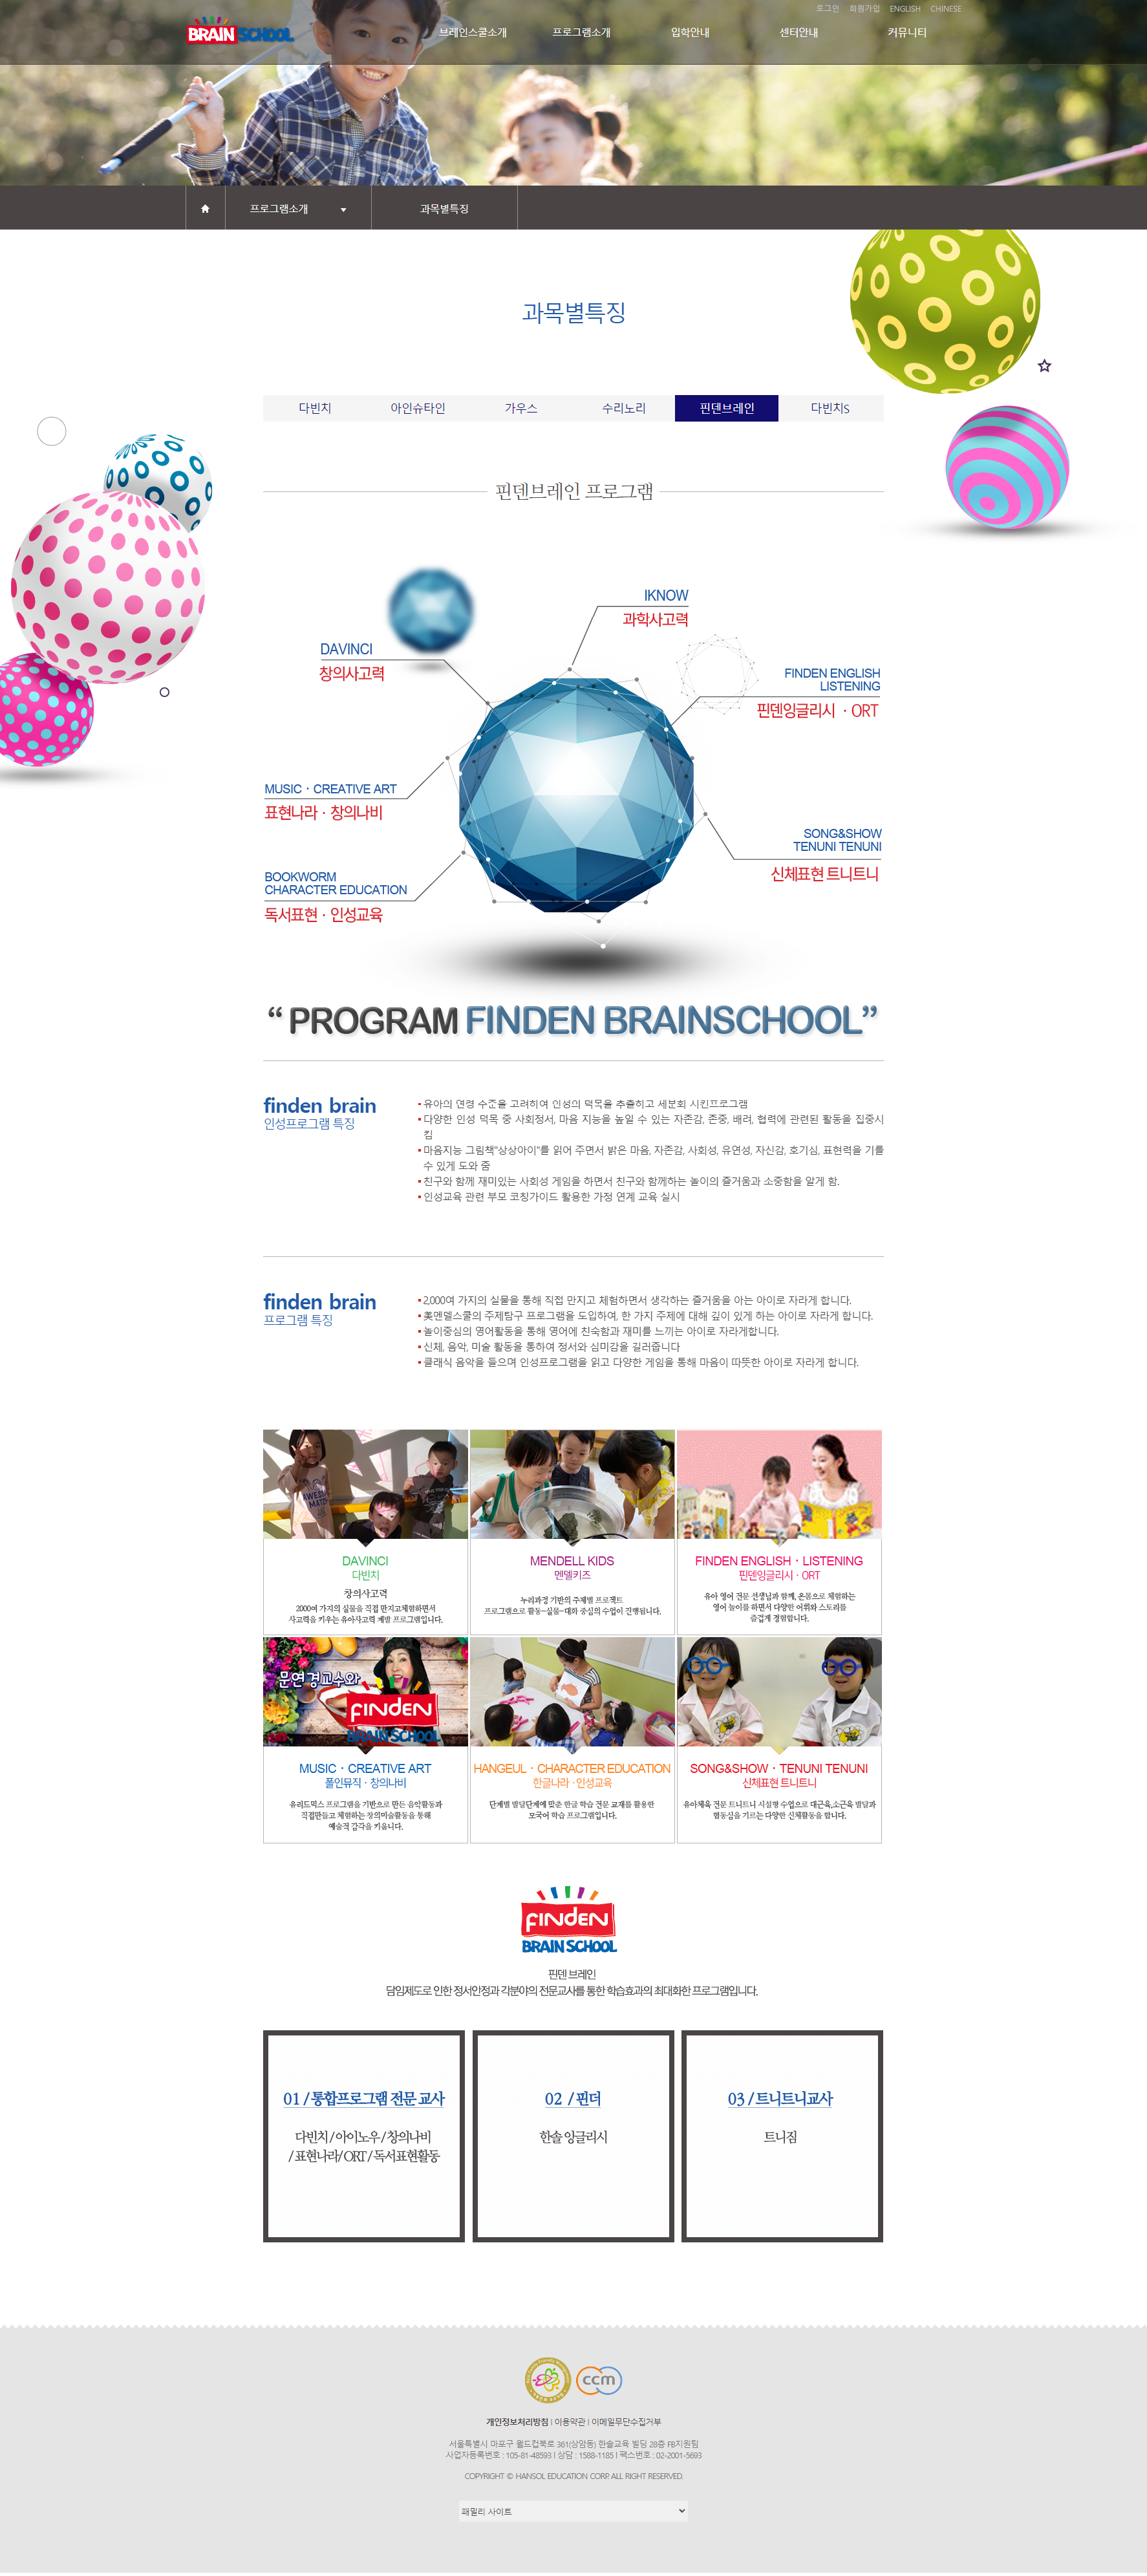 로그인 회원가입 ENGLISH CHINESE
BRAIN SCHOOL
브레인스쿨소개 프로그램소개 입학안내 센터안내 커뮤니티
프로그램소개 과목별특징
과목별특징
다빈치 아인슈타인 가우스 수리노리 핀덴브레인 다빈치S
핀덴브레인 프로그램
IKNOW
과학사고력
DAVINCI
창의사고력
FINDEN ENGLISH
LISTENING
핀덴잉글리시 · ORT
MUSIC · CREATIVE ART
표현나라 · 창의나비
SONG&SHOW
TENUNI TENUNI
신체표현 트니트니
BOOKWORM
CHARACTER EDUCATION
독서표현 · 인성교육
“ PROGRAM FINDEN BRAINSCHOOL”
finden brain
인성프로그램 특징
유아의 연령 수준을 고려하여 인성의 덕목을 추출하고 세분화 시킨프로그램
다양한 인성 덕목 중 사회정서, 마음 지능을 높일 수 있는 자존감, 존중, 배려, 협력에 관련된 활동을 집중시
킴
마음지능 그림책"상상아이"를 읽어 주면서 밝은 마음, 자존감, 사회성, 유연성, 자신감, 호기심, 표현력을 기를
수 있게 도와 줌
친구와 함께 재미있는 사회성 게임을 하면서 친구와 함께하는 놀이의 즐거움과 소중함을 알게 함.
인성교육 관련 부모 코칭가이드 활용한 가정 연계 교육 실시
finden brain
프로그램 특징
2,000여 가지의 실물을 통해 직접 만지고 체험하면서 생각하는 즐거움을 아는 아이로 자라게 합니다.
美멘델스쿨의 주제탐구 프로그램을 도입하여, 한 가지 주제에 대해 깊이 있게 하는 아이로 자라게 합니다.
놀이중심의 영어활동을 통해 영어에 친숙함과 재미를 느끼는 아이로 자라게합니다.
신체, 음악, 미술 활동을 통하여 정서와 심미감을 길러줍니다
클래식 음악을 들으며 인성프로그램을 읽고 다양한 게임을 통해 마음이 따뜻한 아이로 자라게 합니다.
DAVINCI
다빈치
창의사고력
2000여 가지의 실물을 직접 만지고체험하면서
사고력을 키우는 유아사고력 계발 프로그램입니다.
MENDELL KIDS
멘델키즈
누리과정 기반의 주제별 프로젝트
프로그램으로 활동-실물-대화 중심의 수업이 진행됩니다.
FINDEN ENGLISH · LISTENING
핀덴잉글리시 · ORT
유아 영어 전문 선생님과 함께, 온몸으로 체험하는
영어 놀이를 하면서 다양한 어휘와 스토리를
즐겁게 경험합니다.
문연경교수와
FINDEN
BRAIN SCHOOL
MUSIC · CREATIVE ART
폴인뮤직 · 창의나비
유리드믹스 프로그램을 기반으로 만든 음악활동과
직접만들고 체험하는 창의미술활동을 통해
예술적 감각을 키웁니다.
HANGEUL · CHARACTER EDUCATION
한글나라 · 인성교육
단계별 발달단계에 맞춘 한글 학습 전문 교재를 활용한
모국어 학습 프로그램입니다.
SONG&SHOW · TENUNI TENUNI
신체표현 트니트니
유아체육 전문 트니트니 시설형 수업으로 대근육,소근육 발달과
협동심을 기르는 다양한 신체활동을 합니다.
FINDEN
BRAIN SCHOOL
핀덴 브레인
담임제도로 인한 정서안정과 각분야의 전문교사를 통한 학습효과의 최대화한 프로그램입니다.
01 / 통합프로그램 전문 교사
다빈치 / 아이노우 / 창의나비
/ 표현나라/ ORT / 독서표현활동
02 / 핀더
한솔 잉글리시
03 / 트니트니교사
트니짐
ccm
개인정보처리방침 | 이용약관 | 이메일무단수집거부
서울특별시 마포구 월드컵북로 361(상암동) 한솔교육 빌딩 28층 FB지원팀
사업자등록번호 : 105-81-48593 | 상담 : 1588-1185 | 팩스번호 : 02-2001-5693
COPYRIGHT © HANSOL EDUCATION CORP. ALL RIGHT RESERVED.
패밀리 사이트